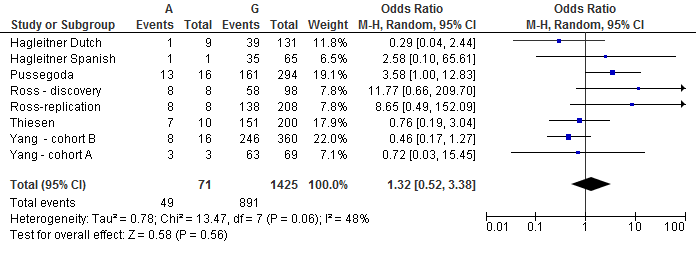 A G Odds Ratio Odds Ratio
Study or Subgroup Events Total Events Total Weight M-H, Random, 95% CI M-H, Random, 95% CI
Hagleitner Dutch 1 9 39 131 11.8% 0.29 [0.04, 2.44]
Hagleitner Spanish 1 1 35 65 6.5% 2.58 [0.10, 65.61]
Pussegoda 13 16 161 294 19.1% 3.58 [1.00, 12.83]
Ross - discovery 8 8 58 98 7.8% 11.77 [0.66, 209.70]
Ross-replication 8 8 138 208 7.8% 8.65 [0.49, 152.09]
Thiesen 7 10 151 200 17.8% 0.76 [0.19, 3.04]
Yang - cohort B 8 16 246 360 22.0% 0.46 [0.17, 1.27]
Yang - cohort A 3 3 63 69 7.1% 0.72 [0.03, 15.45]
Total (95% CI) 71 1425 100.0% 1.32 [0.52, 3.38]
Total events 49 891
Heterogeneity: Tau² = 0.78; Chi² = 13.47, df = 7 (P = 0.06); I² = 48%
Test for overall effect: Z = 0.58 (P = 0.56)
0.01 0.1 1 10 100